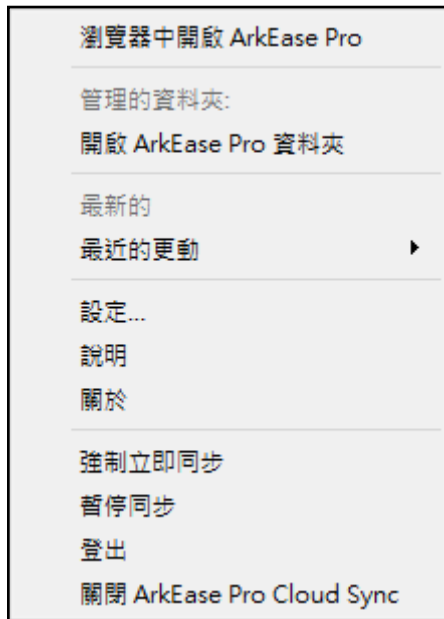 瀏覽器中開啟 ArkEase Pro
管理的資料夾:
開啟 ArkEase Pro 資料夾
最新的
最近的更動
設定...
說明
關於
強制立即同步
暫停同步
登出
關閉 ArkEase Pro Cloud Sync